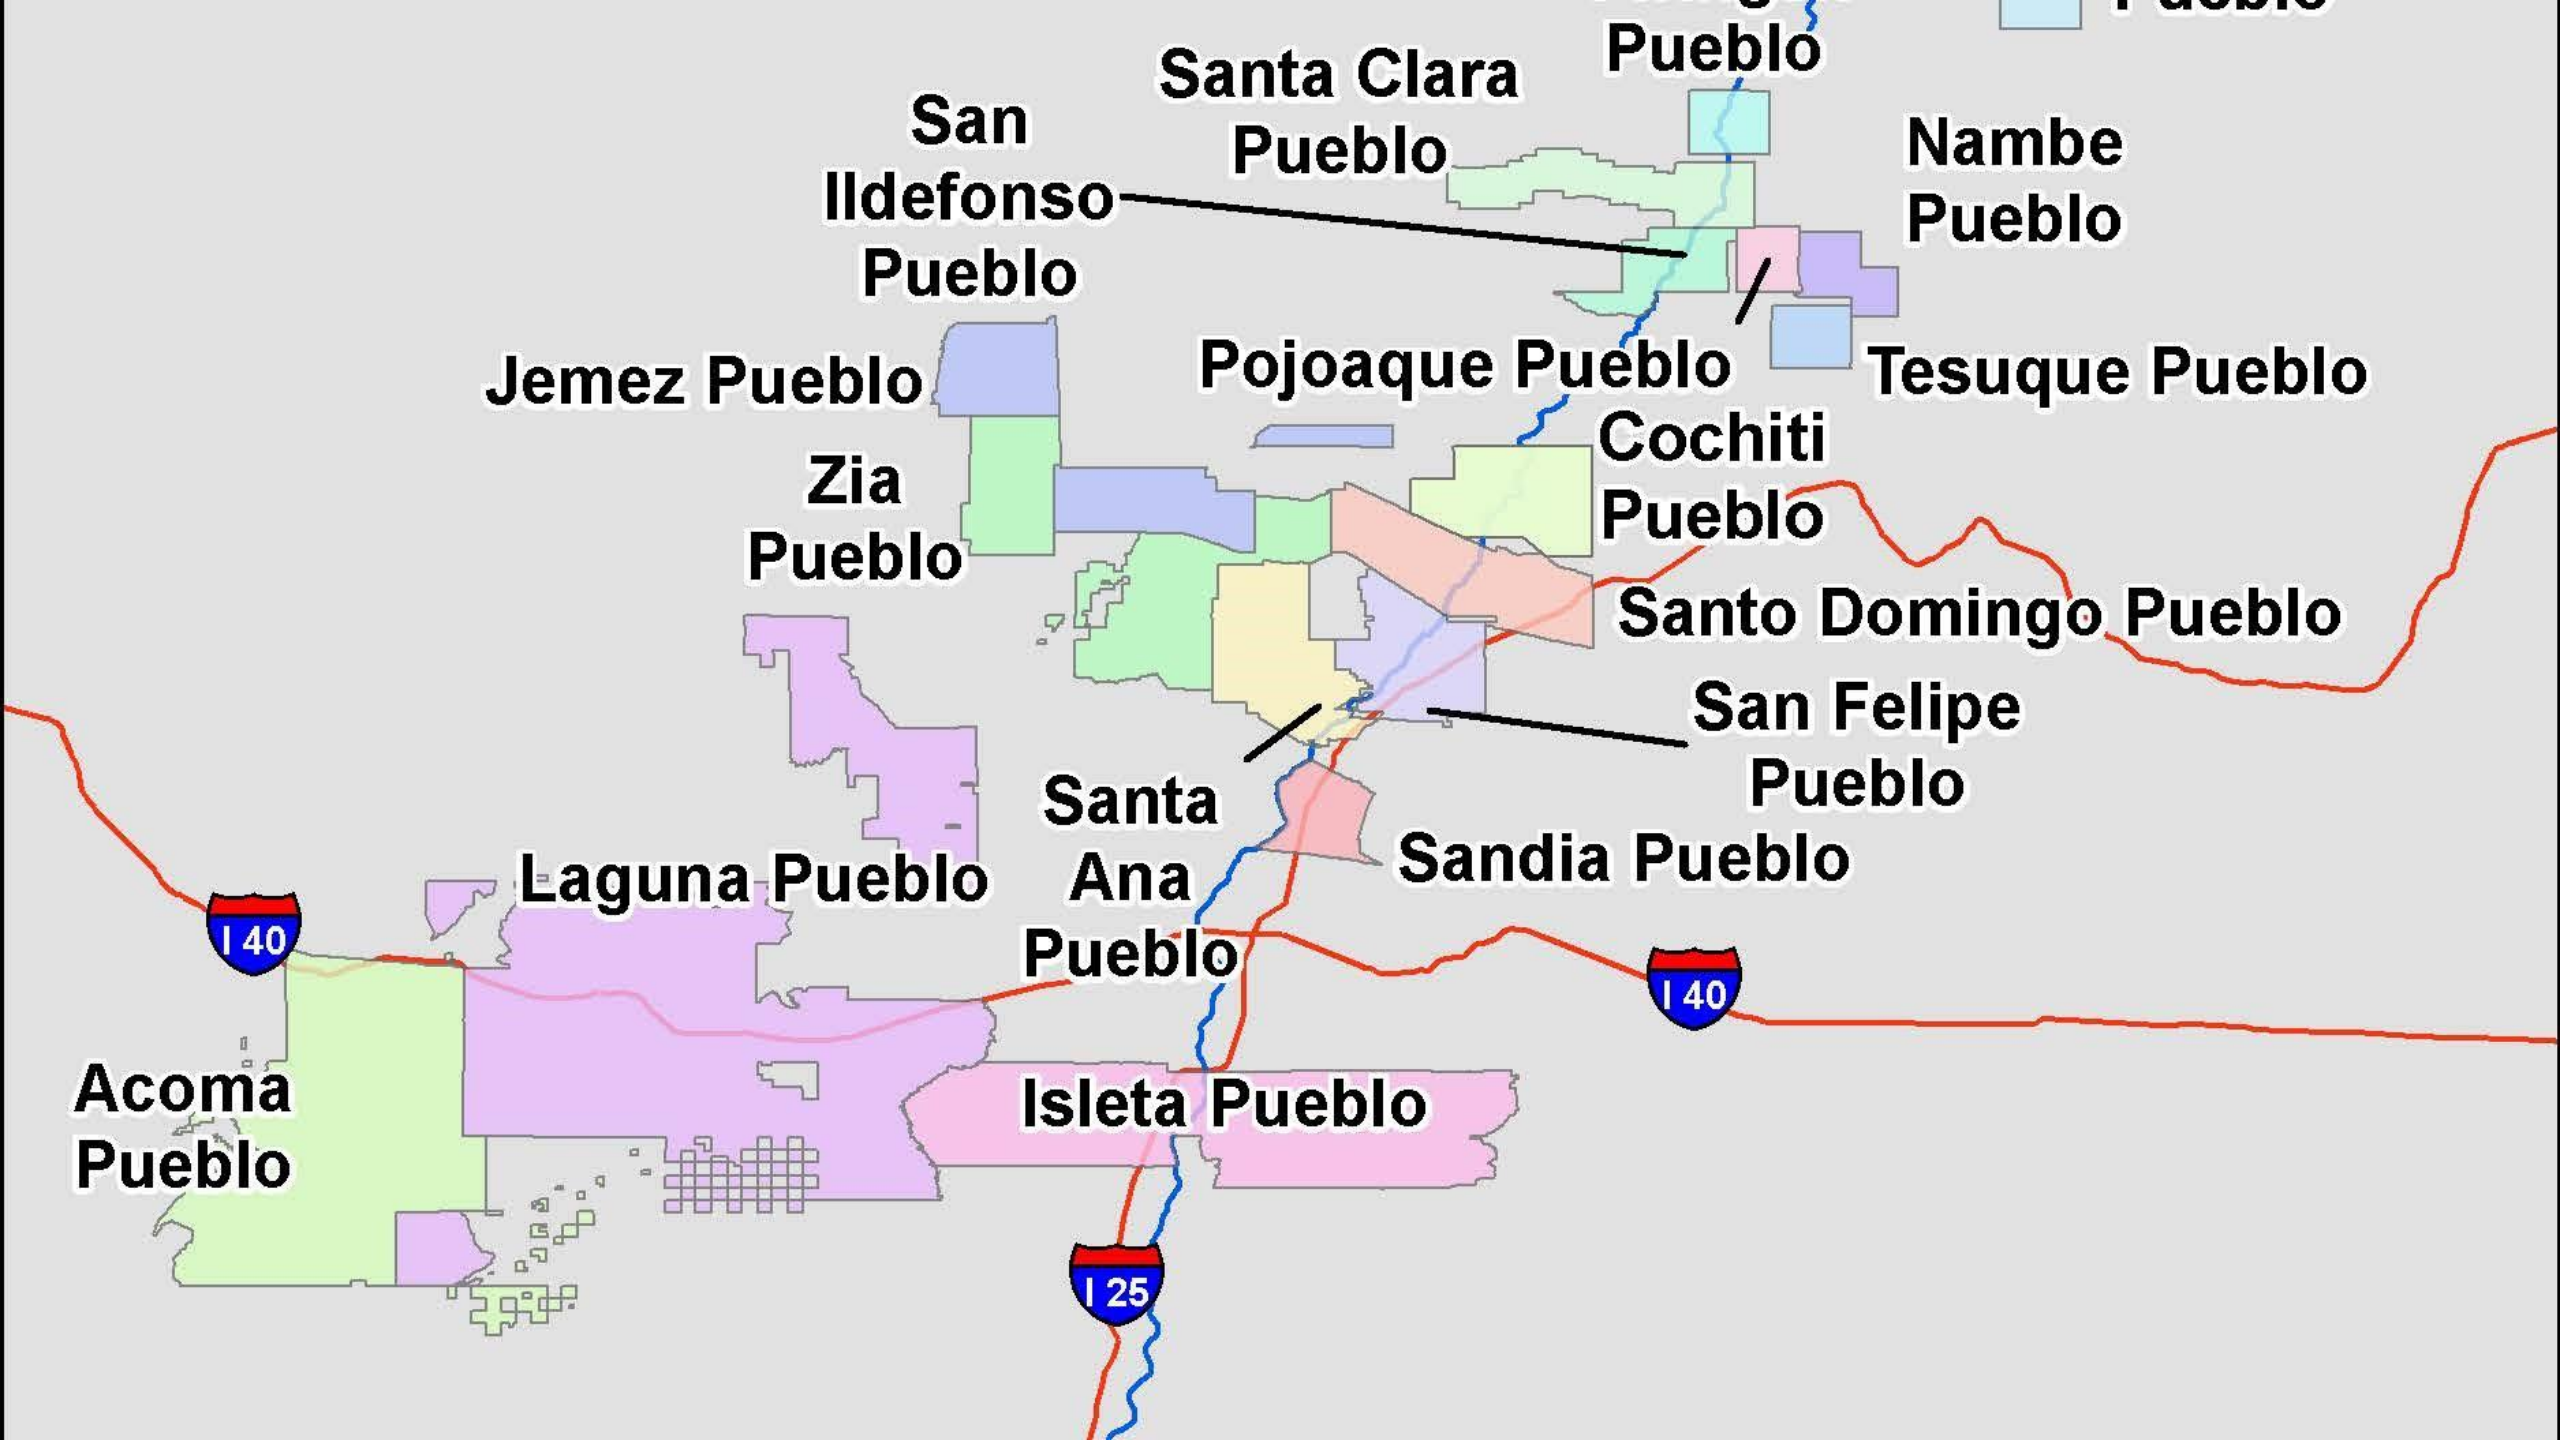 Pueblo
Pueblo
Santa Clara
Pueblo
San
Ildefonso
Pueblo
Nambe
Pueblo
Jemez Pueblo
Pojoaque Pueblo
Tesuque Pueblo
Cochiti
Pueblo
Zia
Pueblo
Santo Domingo Pueblo
San Felipe
Pueblo
Santa
Ana
Pueblo
Sandia Pueblo
Laguna Pueblo
I 40
I 40
Acoma
Pueblo
Isleta Pueblo
I 25